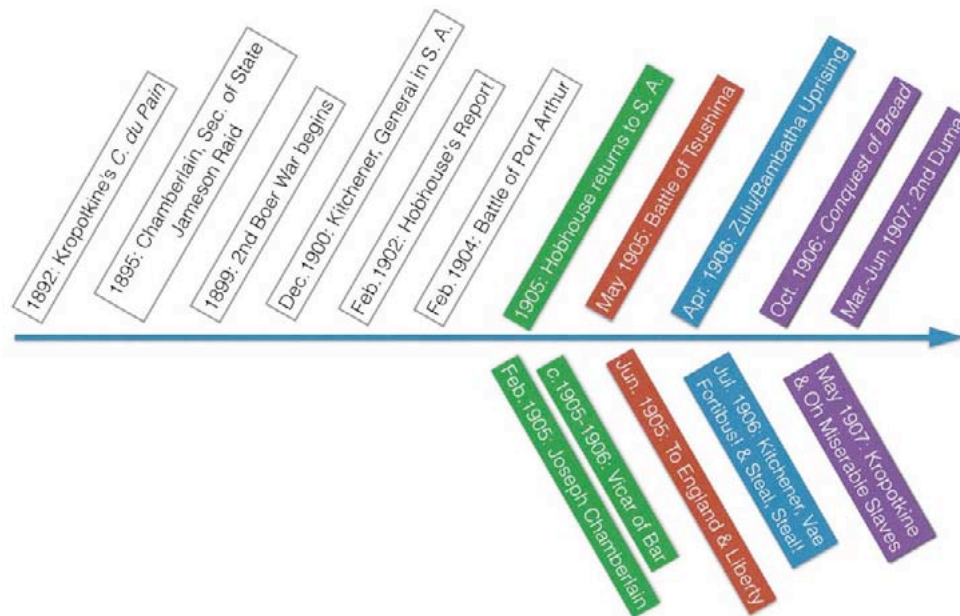 1892: Kropotkine's C. du Pain
1895: Chamberlain, Sec. of State
Jameson Raid
1899: 2nd Boer War begins
Dec. 1900: Kitchener, General in S. A.
Feb. 1902: Hobhouse's Report
Feb. 1904: Battle of Port Arthur
1905: Hobhouse returns to S. A.
May 1905: Battle of Tsushima
Apr. 1906: Zulu/Bambatha Uprising
Oct. 1906: Conquest of Bread
Mar.-Jun. 1907: 2nd Duma
Feb.1905: Joseph Chamberlain
c.1905-1906: Vicar of Bar
Jun. 1905: To England & Liberty
Jul. 1906: Kitchener, Vae
Fortibus! & Steal, Steal!
May 1907: Kropotkine
& Oh Miserable Slaves